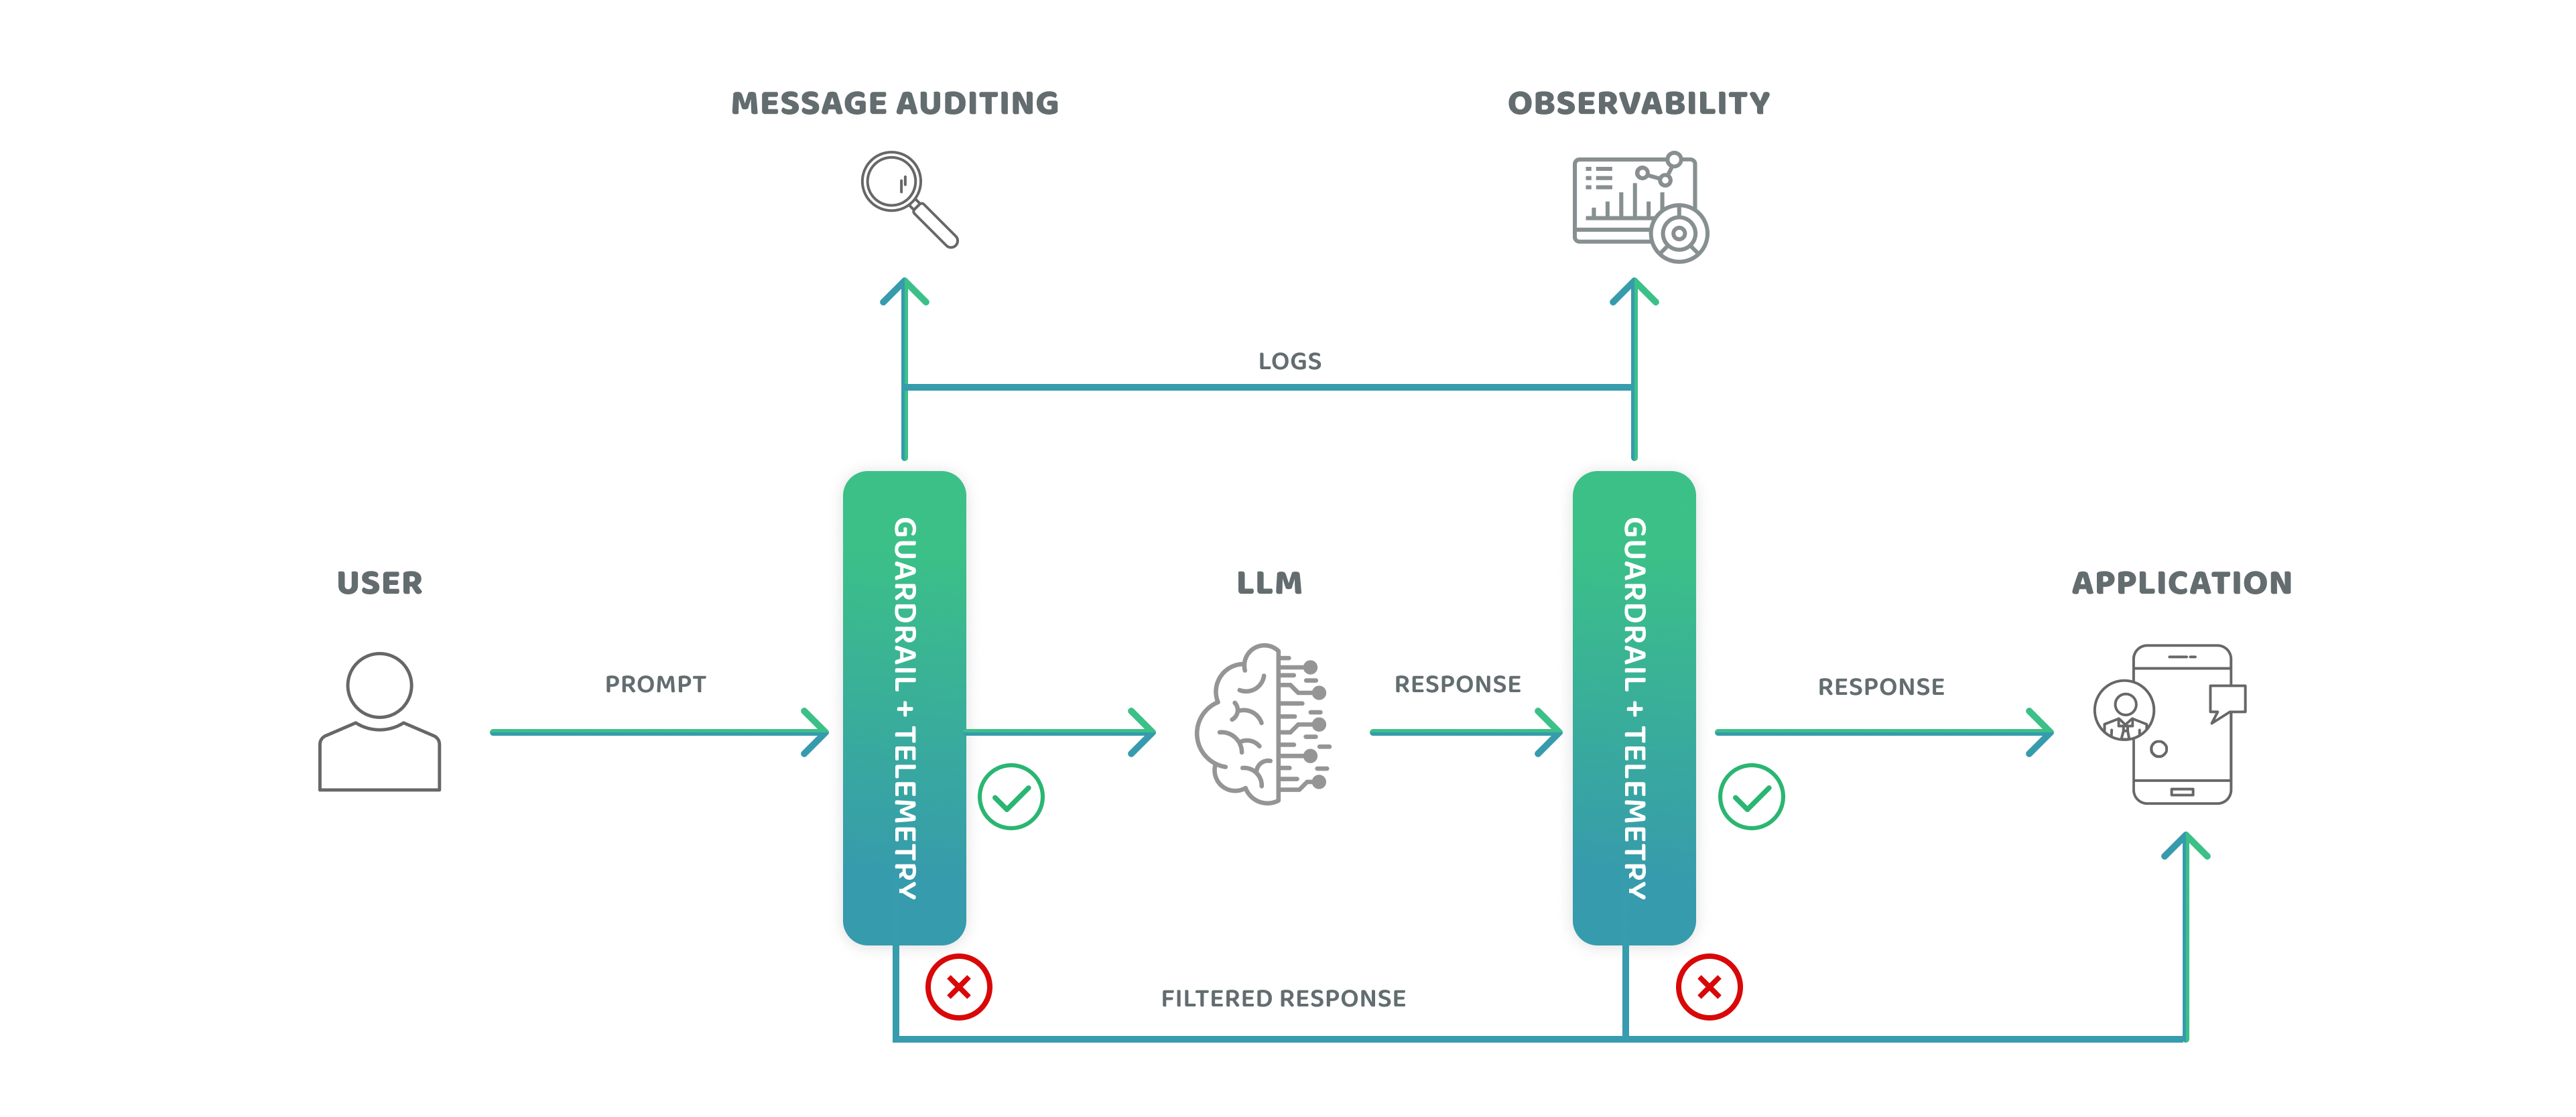 MESSAGE AUDITING
OBSERVABILITY
LOGS
USER
PROMPT
GUARDRAIL + TELEMETRY
LLM
RESPONSE
GUARDRAIL + TELEMETRY
RESPONSE
APPLICATION
FILTERED RESPONSE